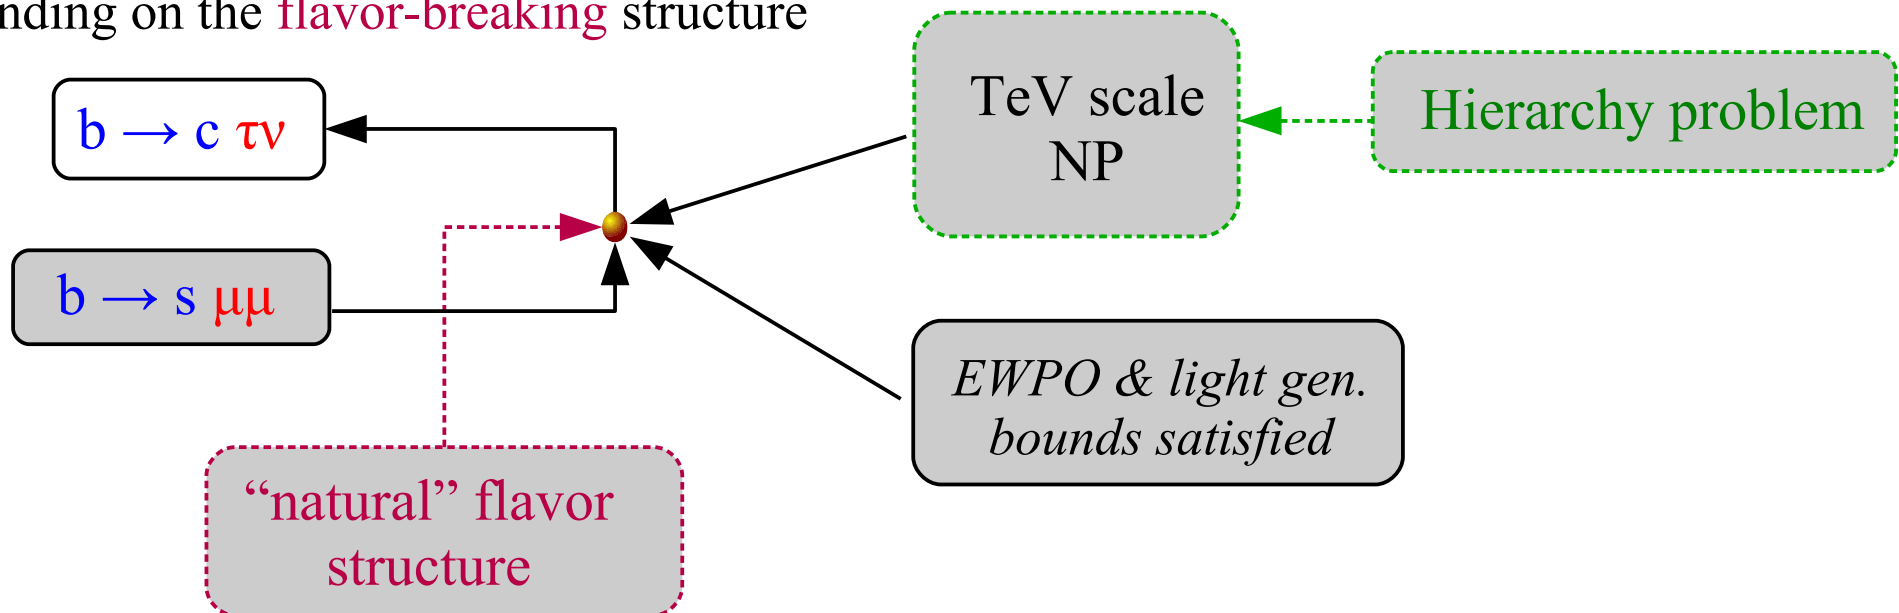 nding on the flavor-breaking structure
b → c τν
TeV scale
NP
Hierarchy problem
b → s μμ
EWPO & light gen.
bounds satisfied
“natural” flavor
structure